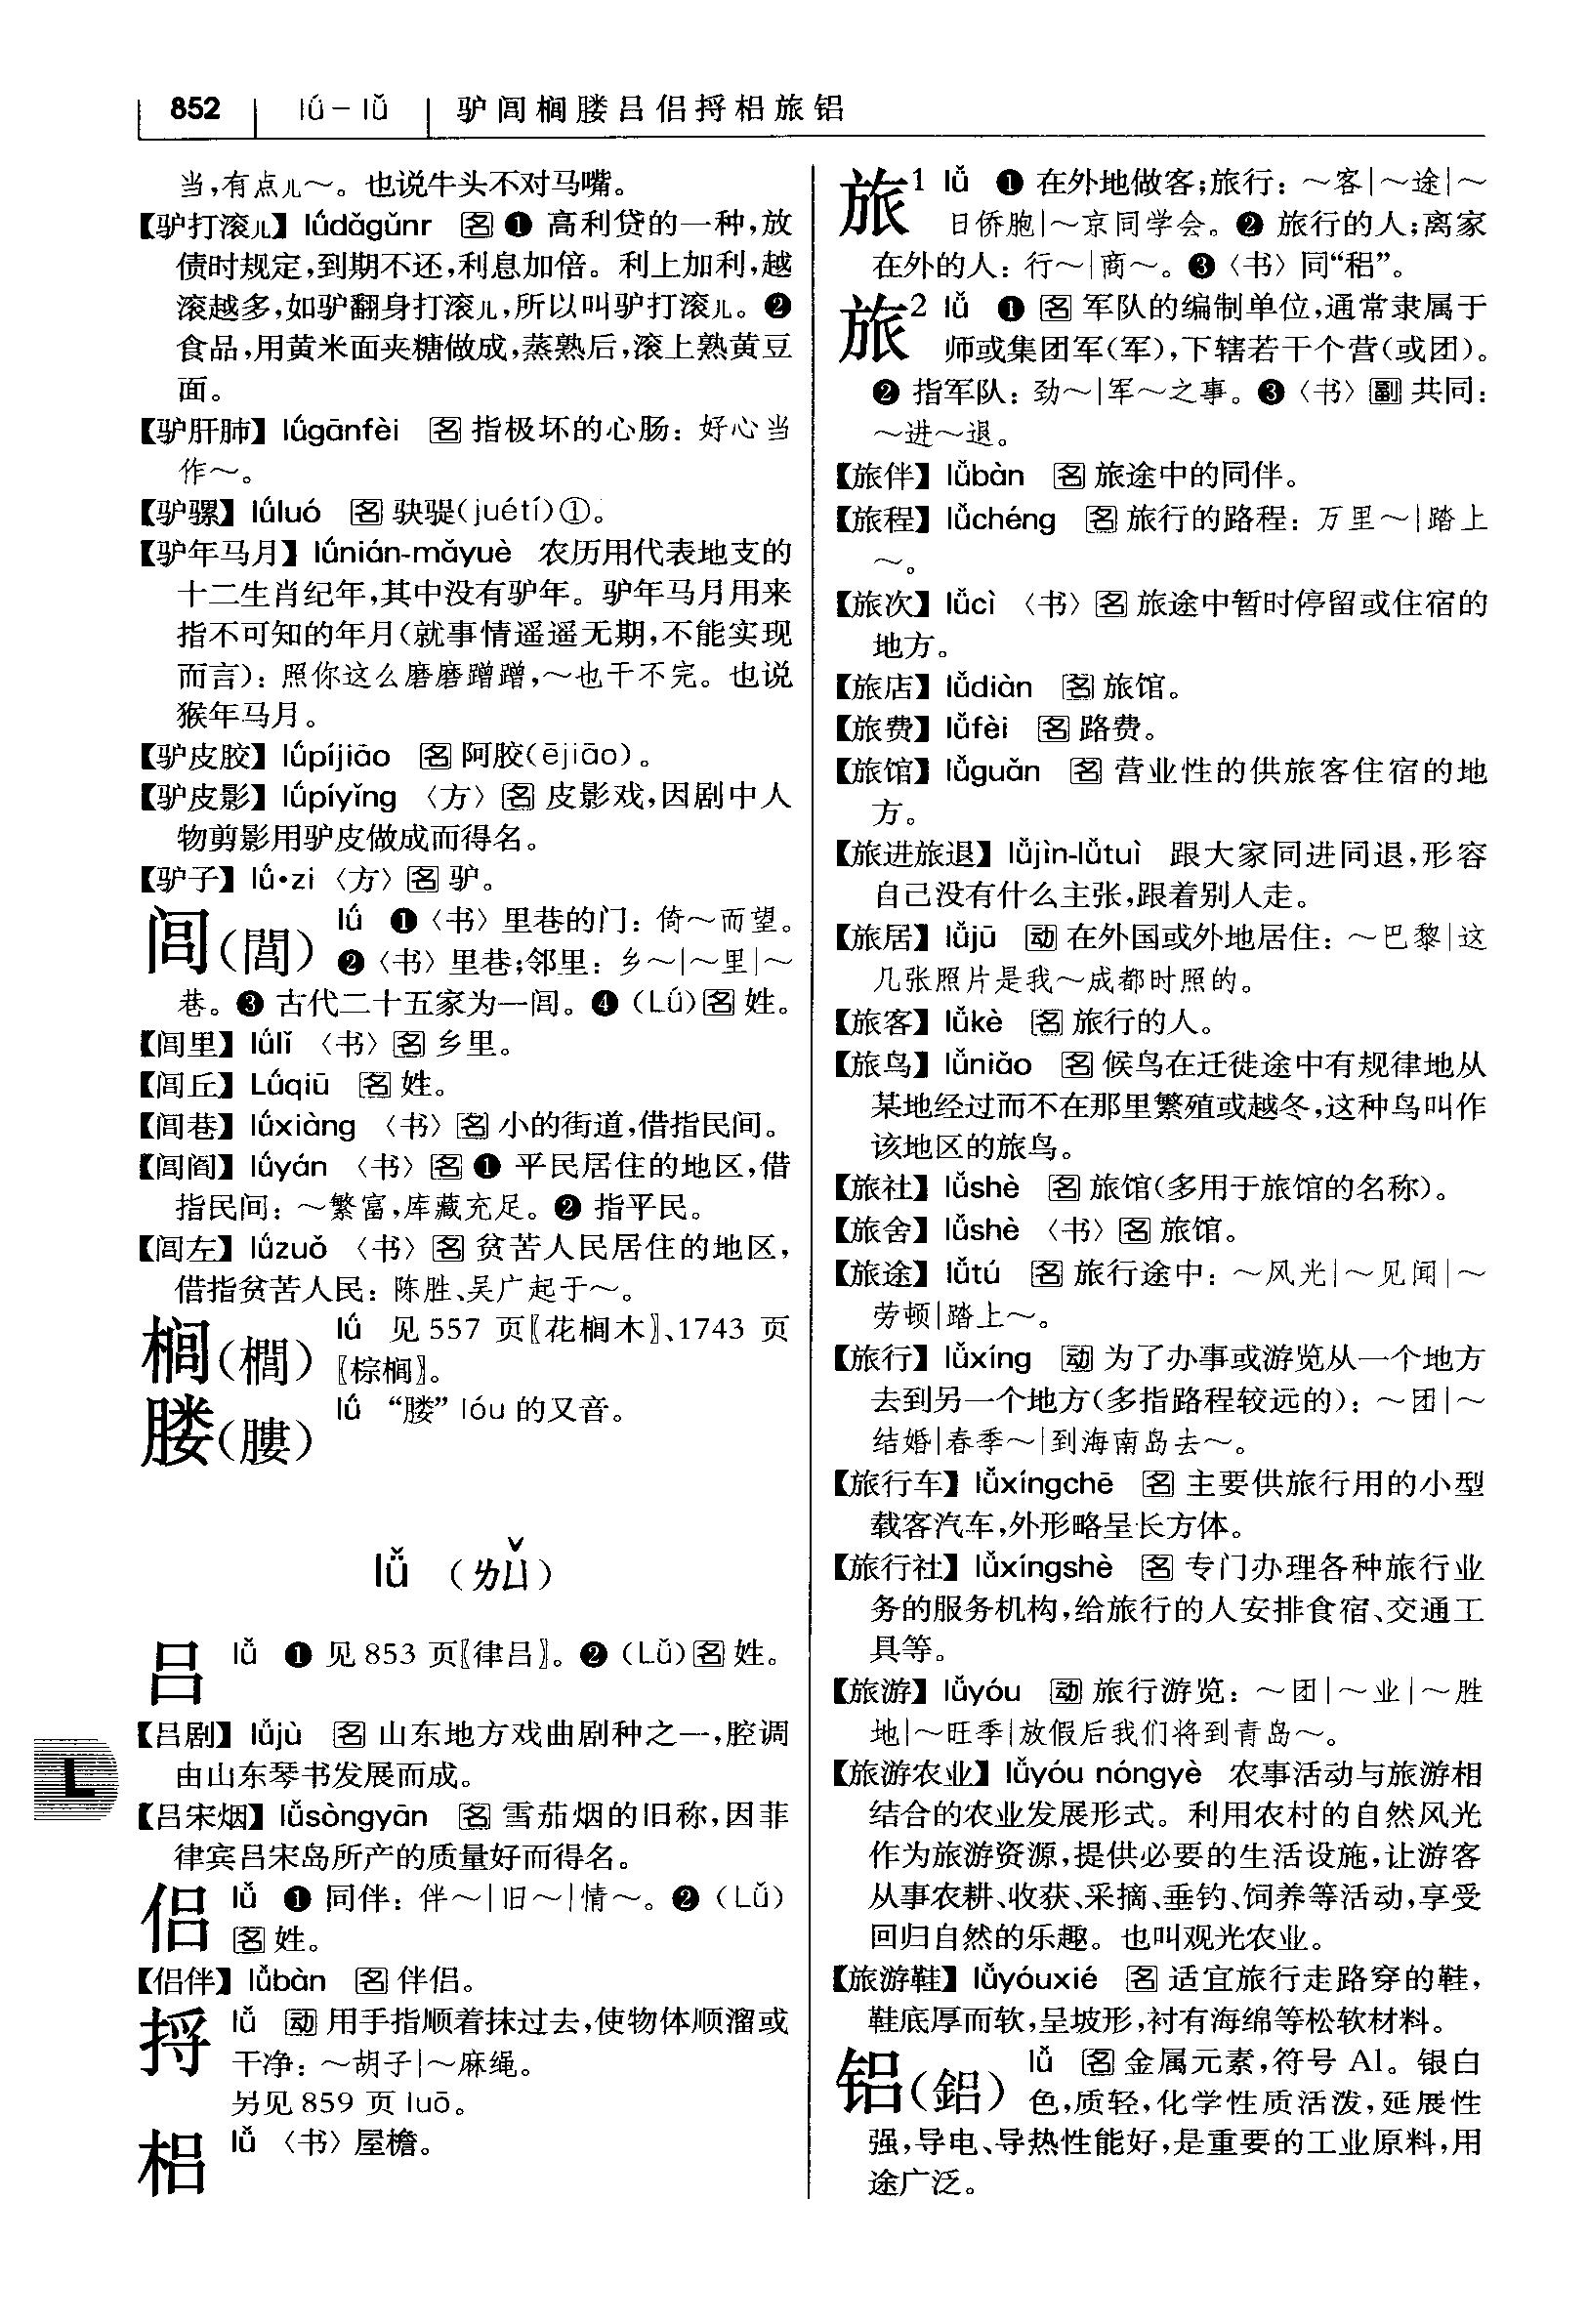 852 lǘ－lǚ 驴闾榈膢吕侣捋梠旅铝
当,有点儿～。也说牛头不对马嘴。
【驴打滚儿】lǘdǎgǔnr 名❶ 高利贷的一种,放
债时规定,到期不还,利息加倍。利上加利,越
滚越多,如驴翻身打滚儿,所以叫驴打滚儿。❷
食品,用黄米面夹糖做成,蒸熟后,滚上熟黄豆
面。
【驴肝肺】lǘgānfèi 名 指极坏的心肠：好心当
作～。
【驴骡】lǘluó 名 駃騠(juétí)①。
【驴年马月】lǘnián-mǎyuè 农历用代表地支的
十二生肖纪年,其中没有驴年。驴年马月用来
指不可知的年月(就事情遥遥无期,不能实现
而言)：照你这么磨磨蹭蹭,～也干不完。也说
猴年马月。
【驴皮胶】lǘpíjiāo 名 阿胶(ējiāo)。
【驴皮影】lǘpíyǐng 〈方〉名 皮影戏,因剧中人
物剪影用驴皮做成而得名。
【驴子】lǘ·zi 〈方〉名 驴。
闾(閭) lǘ ❶〈书〉里巷的门：倚～而望。
❷〈书〉里巷;邻里：乡～|～里|～
巷。❸ 古代二十五家为一闾。❹ (Lǘ)名 姓。
【闾里】lǘlǐ 〈书〉名 乡里。
【闾丘】Lǘqiū 名 姓。
【闾巷】lǘxiàng 〈书〉名 小的街道,借指民间。
【闾阎】lǘyán 〈书〉名 ❶ 平民居住的地区,借
指民间：～繁富,库藏充足。❷ 指平民。
【闾左】lǘzuǒ 〈书〉名 贫苦人民居住的地区,
借指贫苦人民：陈胜、吴广起于～。
榈(櫚) lǘ 见 557 页〖花榈木〗、1743 页
〖棕榈〗。
膢(膢) lǘ “膢” lóu 的又音。
lǚ （ㄌㄩˇ）
吕 lǚ ❶ 见 853 页〖律吕〗。❷ (Lǚ)名 姓。
【吕剧】lǚjù 名 山东地方戏曲剧种之一,腔调
由山东琴书发展而成。
【吕宋烟】lǚsòngyān 名 雪茄烟的旧称,因菲
律宾吕宋岛所产的质量好而得名。
侣 lǚ ❶ 同伴：伴～|旧～|情～。❷ (Lǚ)
名 姓。
【侣伴】lǚbàn 名 伴侣。
捋 lǚ 动 用手指顺着抹过去,使物体顺溜或
干净：～胡子|～麻绳。
另见 859 页 luō。
梠 lǚ 〈书〉屋檐。
旅1 lǚ ❶ 在外地做客;旅行：～客|～途|～
日侨胞|～京同学会。❷ 旅行的人;离家
在外的人：行～|商～。❸〈书〉同“稆”。
旅2 lǚ ❶ 名 军队的编制单位,通常隶属于
师或集团军(军),下辖若干个营(或团)。
❷ 指军队：劲～|军～之事。❸〈书〉副 共同：
～进～退。
【旅伴】lǚbàn 名 旅途中的同伴。
【旅程】lǚchéng 名 旅行的路程：万里～|踏上
～。
【旅次】lǚcì 〈书〉名 旅途中暂时停留或住宿的
地方。
【旅店】lǚdiàn 名 旅馆。
【旅费】lǚfèi 名 路费。
【旅馆】lǚguǎn 名 营业性的供旅客住宿的地
方。
【旅进旅退】lǚjìn-lǚtuì 跟大家同进同退,形容
自己没有什么主张,跟着别人走。
【旅居】lǚjū 动 在外国或外地居住：～巴黎|这
几张照片是我～成都时照的。
【旅客】lǚkè 名 旅行的人。
【旅鸟】lǚniǎo 名 候鸟在迁徙途中有规律地从
某地经过而不在那里繁殖或越冬,这种鸟叫作
该地区的旅鸟。
【旅社】lǚshè 名 旅馆(多用于旅馆的名称)。
【旅舍】lǚshè 〈书〉名 旅馆。
【旅途】lǚtú 名 旅行途中：～风光|～见闻|～
劳顿|踏上～。
【旅行】lǚxíng 动 为了办事或游览从一个地方
去到另一个地方(多指路程较远的)：～团|～
结婚|春季～|到海南岛去～。
【旅行车】lǚxíngchē 名 主要供旅行用的小型
载客汽车,外形略呈长方体。
【旅行社】lǚxíngshè 名 专门办理各种旅行业
务的服务机构,给旅行的人安排食宿、交通工
具等。
【旅游】lǚyóu 动 旅行游览：～团|～业|～胜
地|～旺季|放假后我们将到青岛～。
【旅游农业】lǚyóu nóngyè 农事活动与旅游相
结合的农业发展形式。利用农村的自然风光
作为旅游资源,提供必要的生活设施,让游客
从事农耕、收获、采摘、垂钓、饲养等活动,享受
回归自然的乐趣。也叫观光农业。
【旅游鞋】lǚyóuxié 名 适宜旅行走路穿的鞋,
鞋底厚而软,呈坡形,衬有海绵等松软材料。
铝(鋁) lǚ 名 金属元素,符号 Al。银白
色,质轻,化学性质活泼,延展性
强,导电、导热性能好,是重要的工业原料,用
途广泛。
L